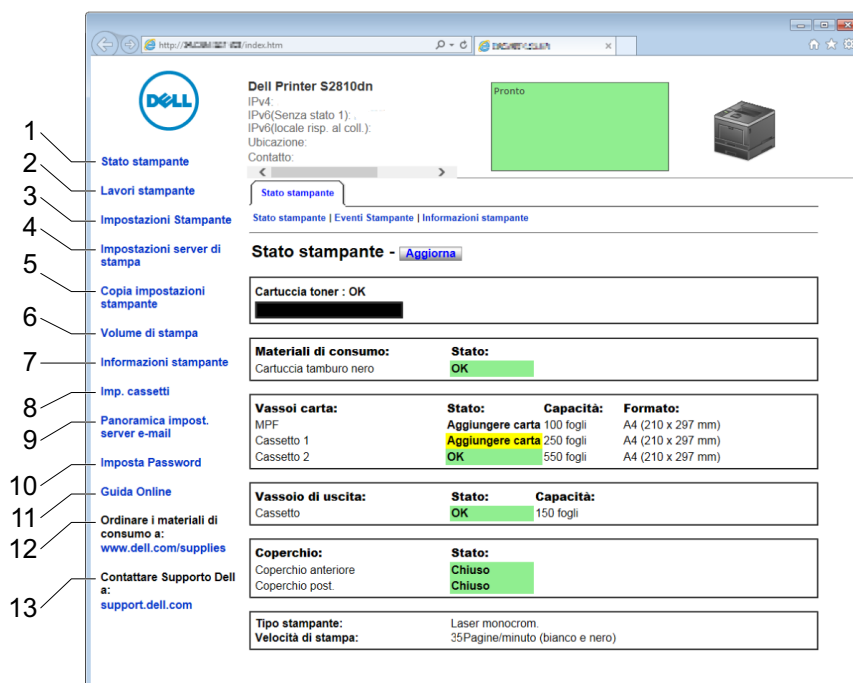 http:// /index.htm
DELL
Dell Printer S2810dn
IPv4:
IPv6(Senza stato 1):
IPv6(locale risp. al coll.):
Ubicazione:
Contatto:
Pronto
1
2
3
4
5
6
7
8
9
10
11
12
13
Stato stampante
Lavori stampante
Impostazioni Stampante
Impostazioni server di
stampa
Copia impostazioni
stampante
Volume di stampa
Informazioni stampante
Imp. cassetti
Panoramica impost.
server e-mail
Imposta Password
Guida Online
Ordinare i materiali di
consumo a:
www.dell.com/supplies
Contattare Supporto Dell
a:
support.dell.com
Stato stampante
Stato stampante | Eventi Stampante | Informazioni stampante
Stato stampante - Aggiorna
Cartuccia toner : OK
Materiali di consumo: Stato:
Cartuccia tamburo nero OK
Vassoi carta: Stato: Capacità: Formato:
MPF Aggiungere carta 100 fogli A4 (210 x 297 mm)
Cassetto 1 Aggiungere carta 250 fogli A4 (210 x 297 mm)
Cassetto 2 OK 550 fogli A4 (210 x 297 mm)
Vassoio di uscita: Stato: Capacità:
Cassetto OK 150 fogli
Coperchio: Stato:
Coperchio anteriore Chiuso
Coperchio post. Chiuso
Tipo stampante: Laser monocrom.
Velocità di stampa: 35Pagine/minuto (bianco e nero)